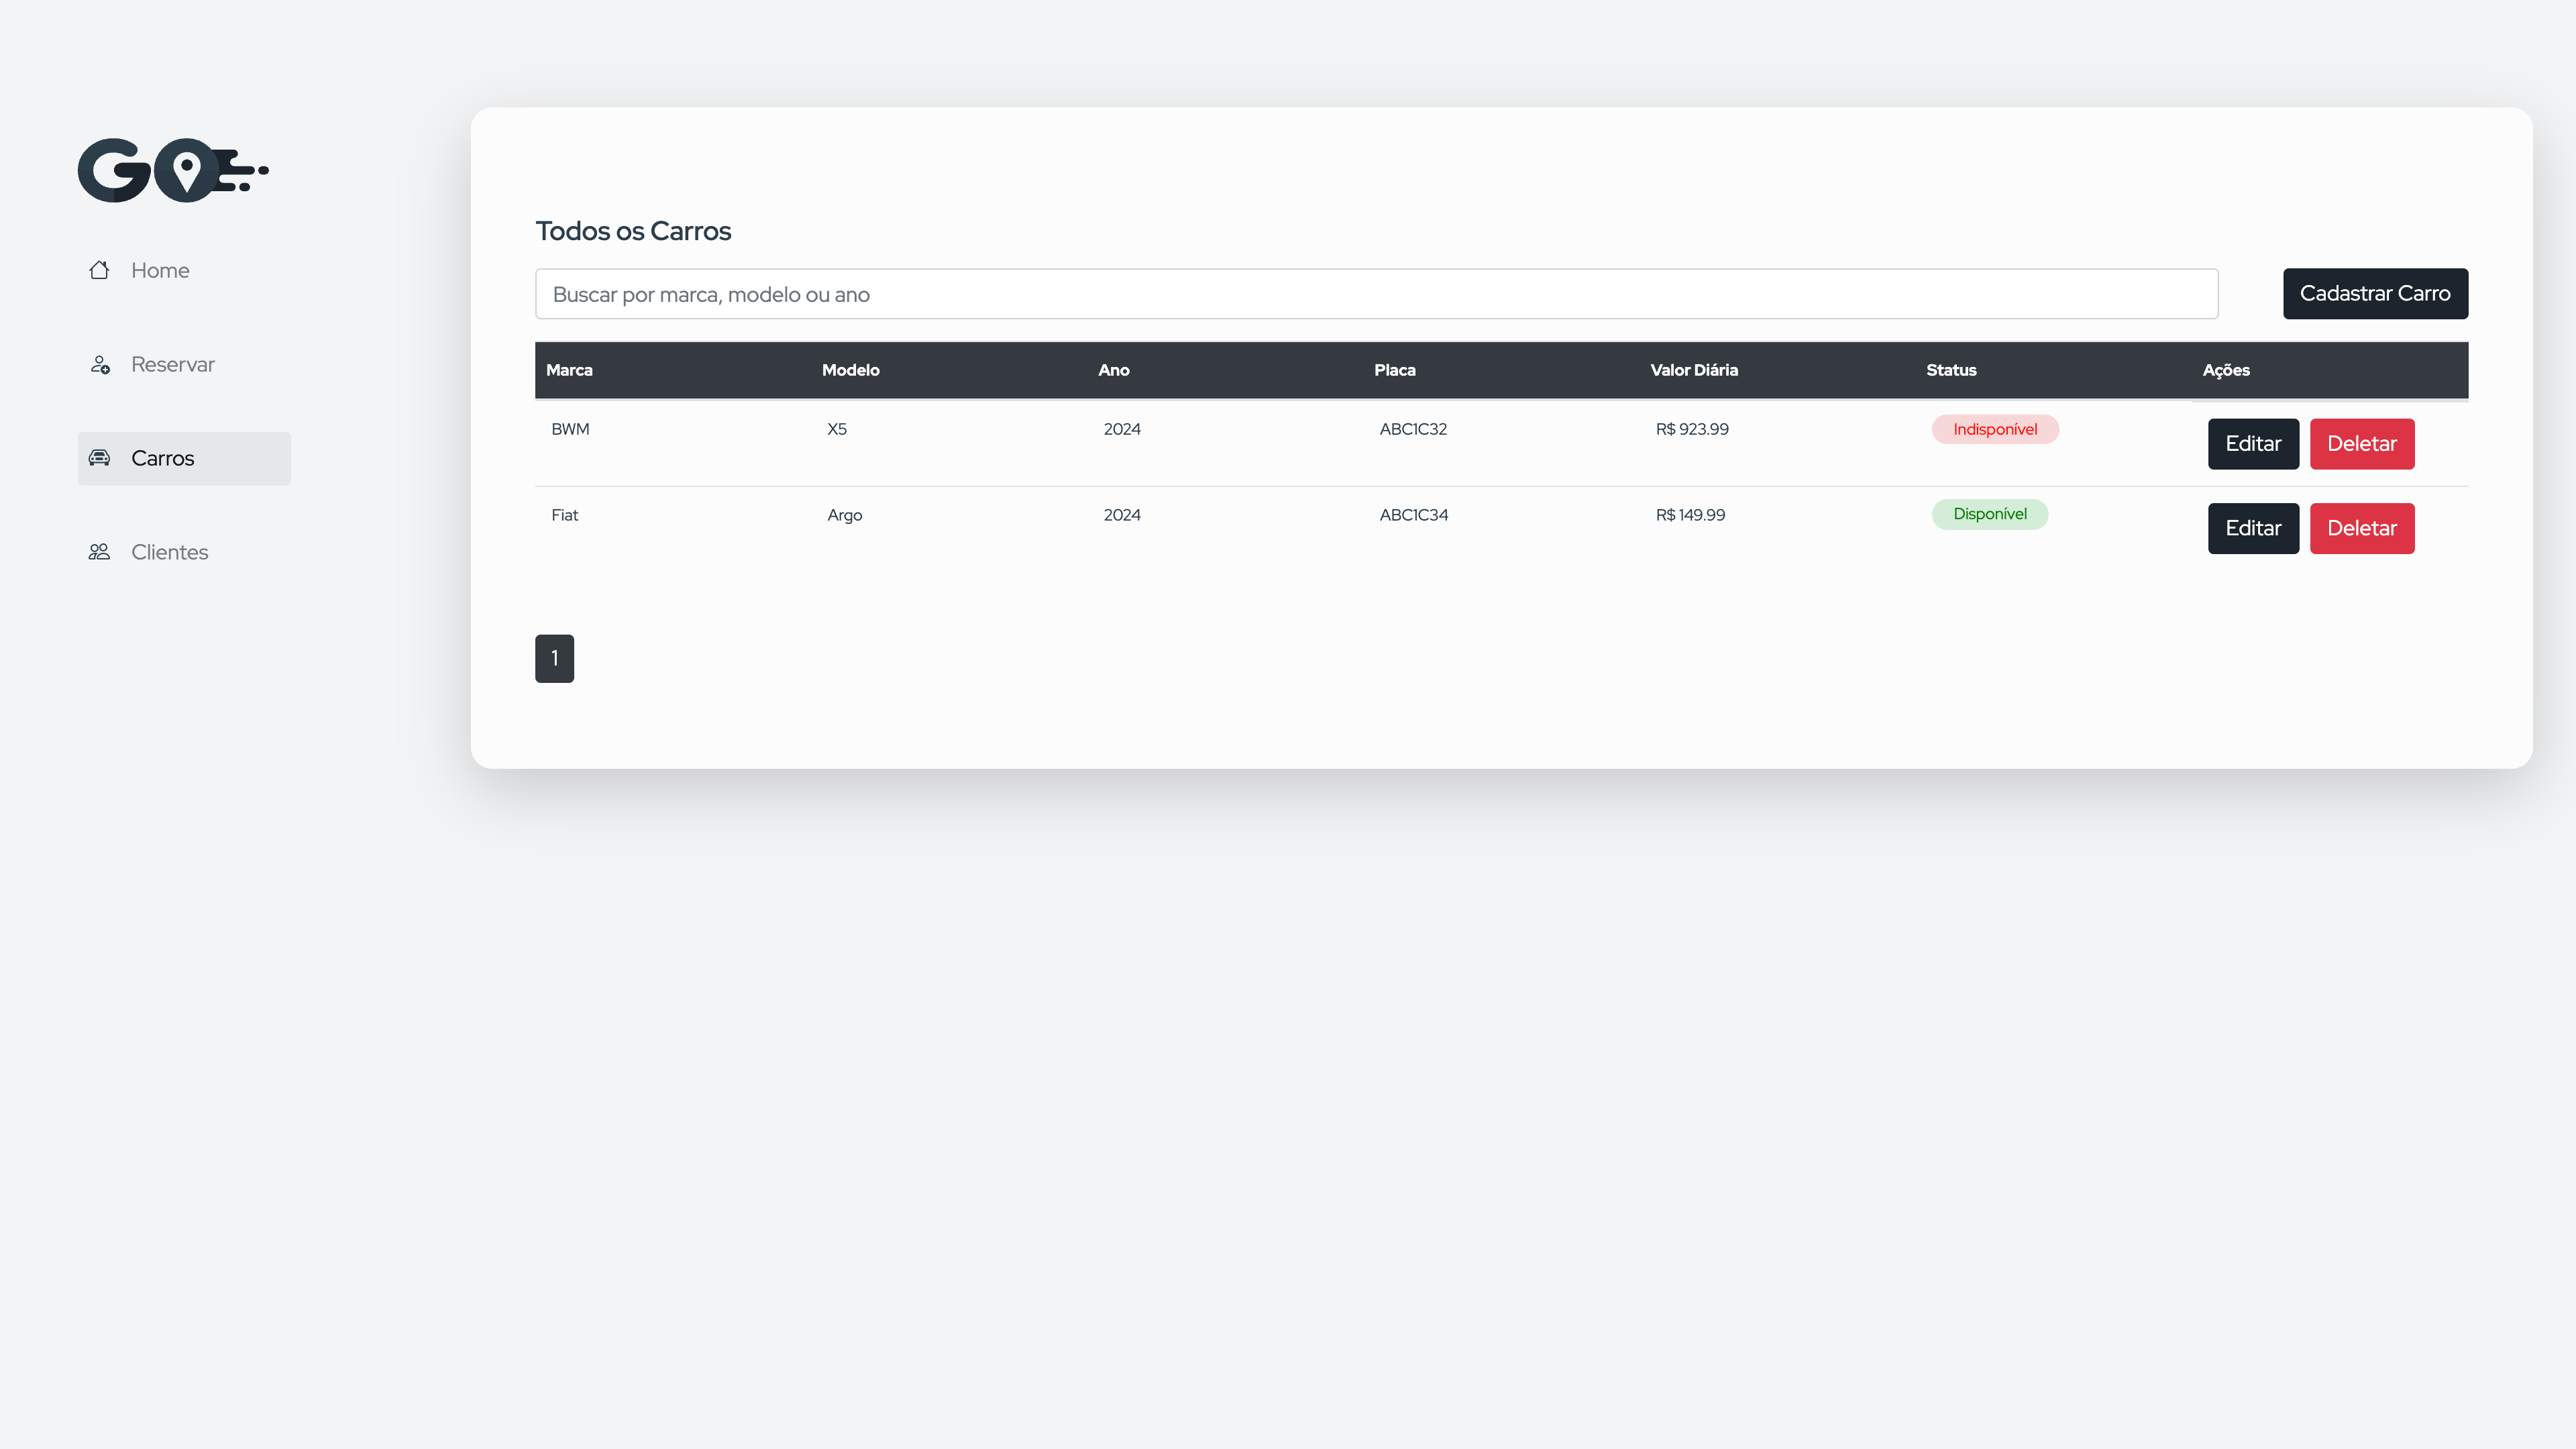 GO
Home
Reservar
Carros
Clientes
Todos os Carros
Buscar por marca, modelo ou ano
Cadastrar Carro
Marca Modelo Ano Placa Valor Diária Status Ações
BWM X5 2024 ABC1C32 R$ 923.99 Indisponível Editar Deletar
Fiat Argo 2024 ABC1C34 R$ 149.99 Disponível Editar Deletar
1